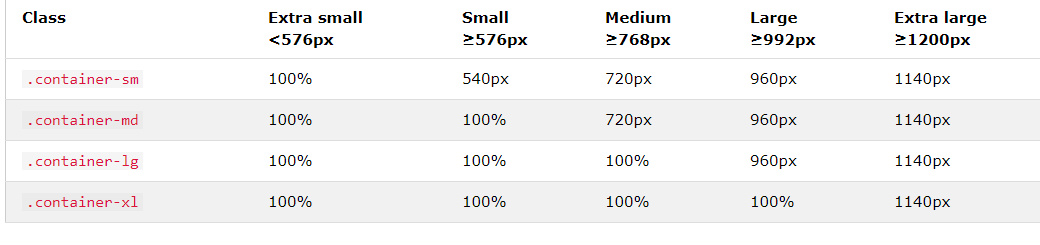 Class Extra small Small Medium Large Extra large
<576px ≥576px ≥768px ≥992px ≥1200px
.container-sm 100% 540px 720px 960px 1140px
.container-md 100% 100% 720px 960px 1140px
.container-lg 100% 100% 100% 960px 1140px
.container-xl 100% 100% 100% 100% 1140px